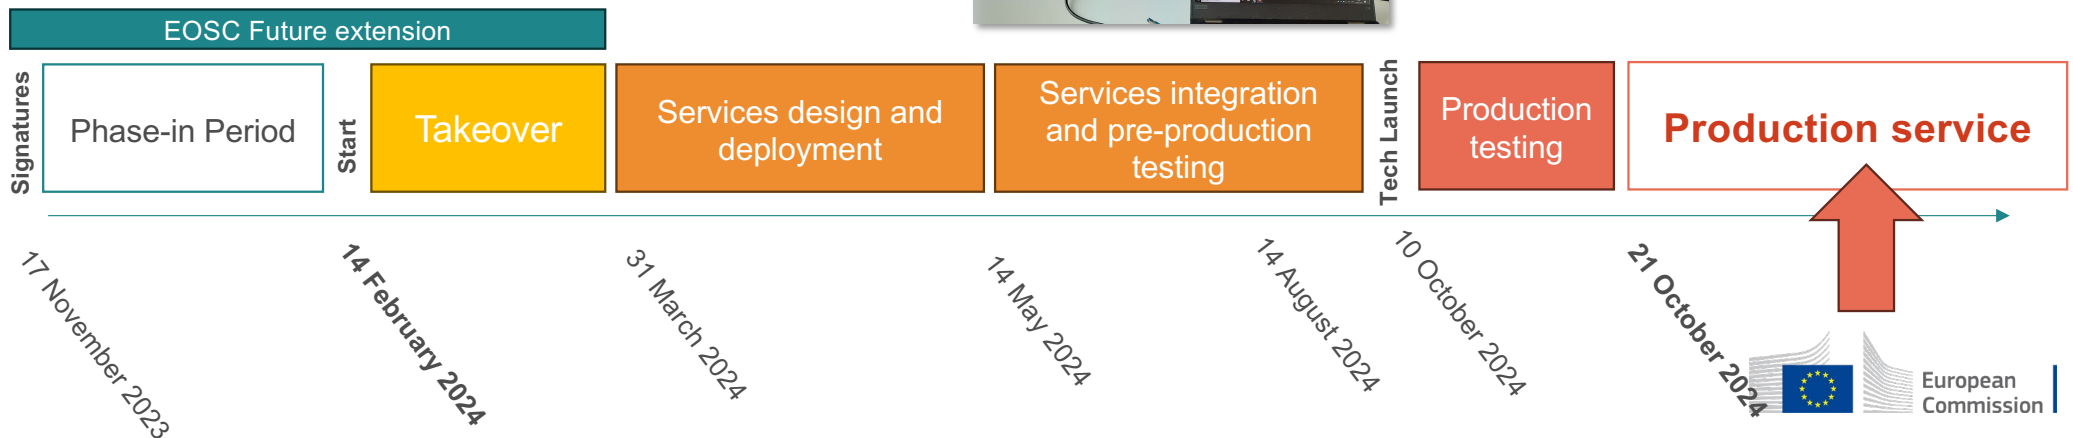 EOSC Future extension
Signatures
Phase-in Period
Start
Takeover
Services design and
deployment
Services integration
and pre-production
testing
Tech Launch
Production
testing
Production service
17 November 2023
14 February 2024
31 March 2024
14 May 2024
14 August 2024
10 October 2024
21 October 2024
European
Commission